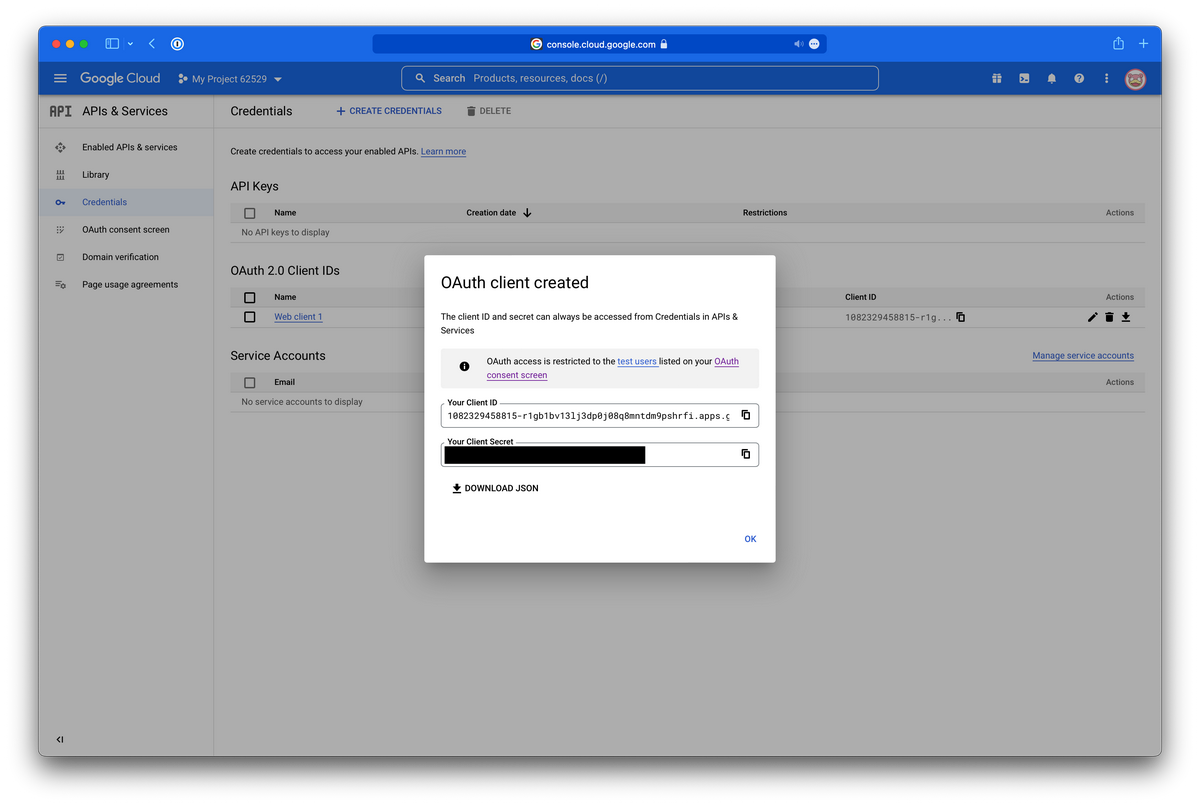 console.cloud.google.com
Google Cloud
My Project 62529
Search Products, resources, docs (/)
API APIs & Services
Enabled APIs & services
Library
Credentials
OAuth consent screen
Domain verification
Page usage agreements
Credentials
CREATE CREDENTIALS
DELETE
Create credentials to access your enabled APIs. Learn more
API Keys
Name Creation date Restrictions Actions
No API keys to display
OAuth 2.0 Client IDs
Name Client ID Actions
Web client 1 1082329458815-r1g...
Service Accounts
Manage service accounts
Email Actions
No service accounts to display
OAuth client created
The client ID and secret can always be accessed from Credentials in APIs &
Services
OAuth access is restricted to the test users listed on your OAuth
consent screen
Your Client ID
1082329458815-r1gb1bv13lj3dp0j08q8mntdm9pshrfi.apps.g
Your Client Secret
DOWNLOAD JSON
OK